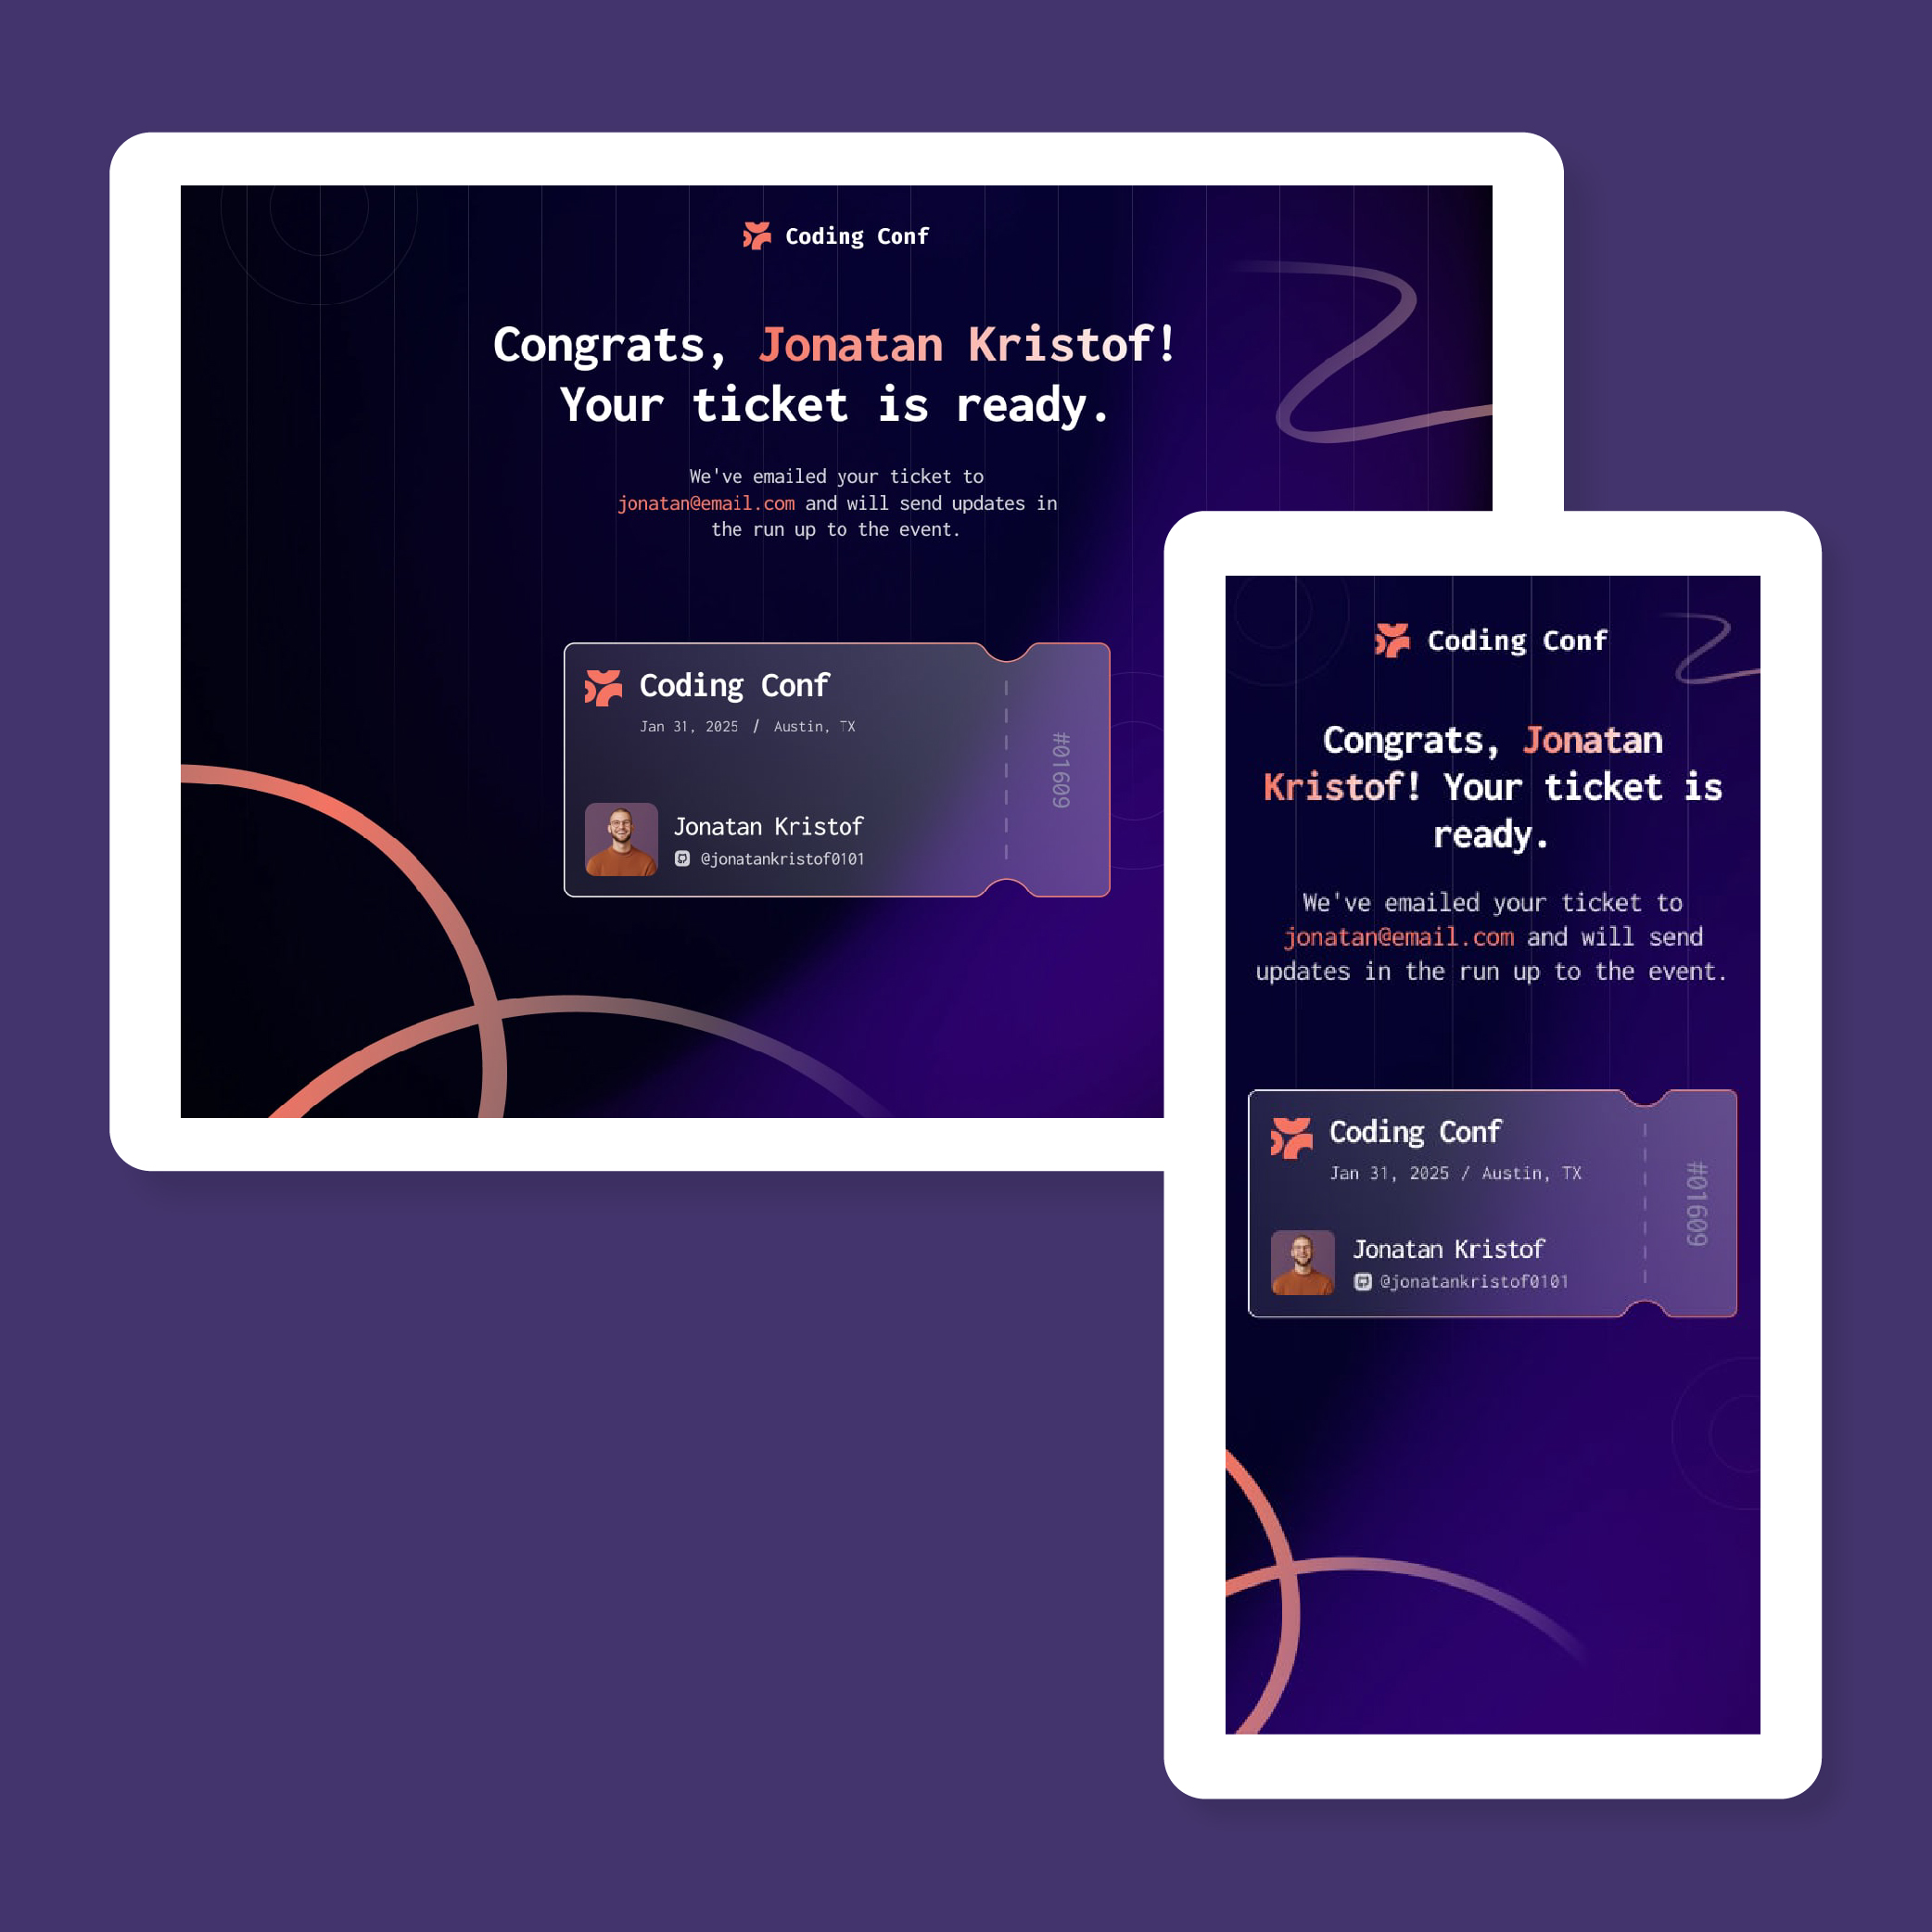 Coding Conf
Congrats, Jonatan Kristof!
Your ticket is ready.
We've emailed your ticket to
jonatan@email.com and will send updates in
the run up to the event.
Coding Conf
Jan 31, 2025 / Austin, TX
#01609
Jonatan Kristof
@jonatankristof0101
Coding Conf
Congrats, Jonatan
Kristof! Your ticket is
ready.
We've emailed your ticket to
jonatan@email.com and will send
updates in the run up to the event.
Coding Conf
Jan 31, 2025 / Austin, TX
#01609
Jonatan Kristof
@jonatankristof0101